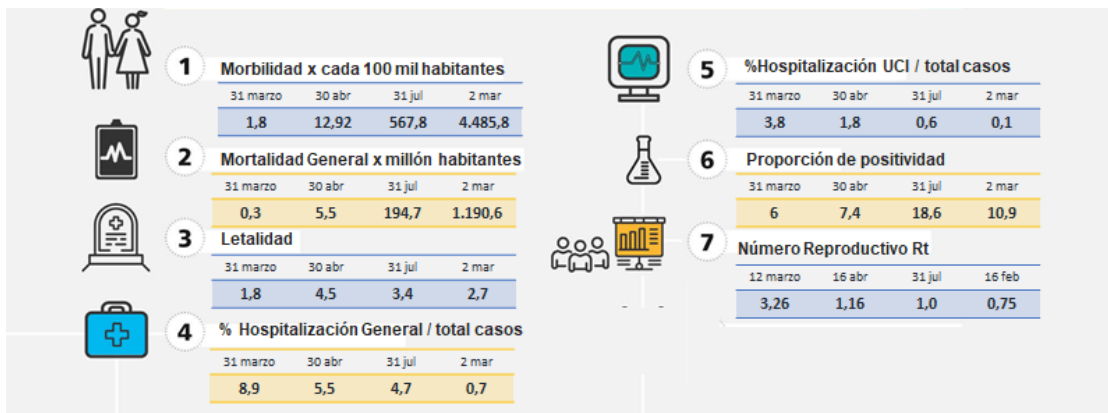 1 Morbilidad x cada 100 mil habitantes
31 marzo 30 abr 31 jul 2 mar
1,8 12,92 567,8 4.485,8
2 Mortalidad General x millón habitantes
31 marzo 30 abr 31 jul 2 mar
0,3 5,5 194,7 1.190,6
3 Letalidad
31 marzo 30 abr 31 jul 2 mar
1,8 4,5 3,4 2,7
4 % Hospitalización General / total casos
31 marzo 30 abr 31 jul 2 mar
8,9 5,5 4,7 0,7
5 %Hospitalización UCI / total casos
31 marzo 30 abr 31 jul 2 mar
3,8 1,8 0,6 0,1
6 Proporción de positividad
31 marzo 30 abr 31 jul 2 mar
6 7,4 18,6 10,9
7 Número Reproductivo Rt
12 marzo 16 abr 31 jul 16 feb
3,26 1,16 1,0 0,75